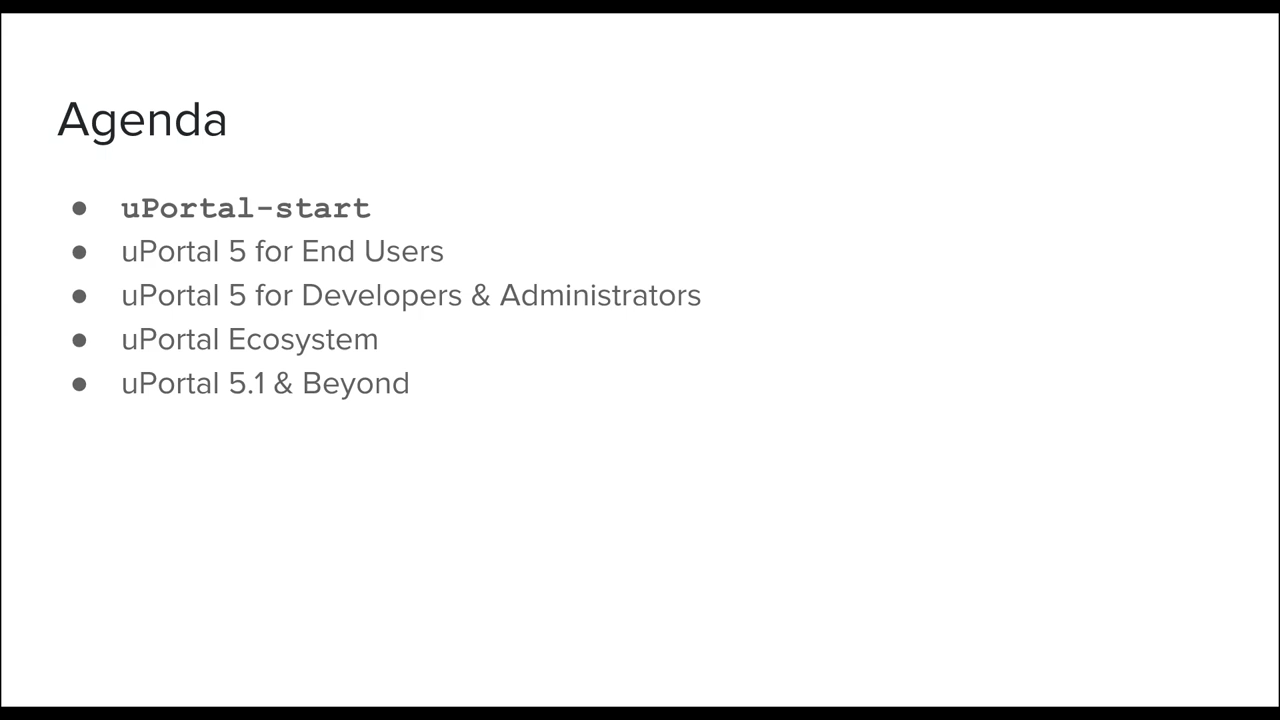 Agenda
● uPortal-start
● uPortal 5 for End Users
● uPortal 5 for Developers & Administrators
● uPortal Ecosystem
● uPortal 5.1 & Beyond